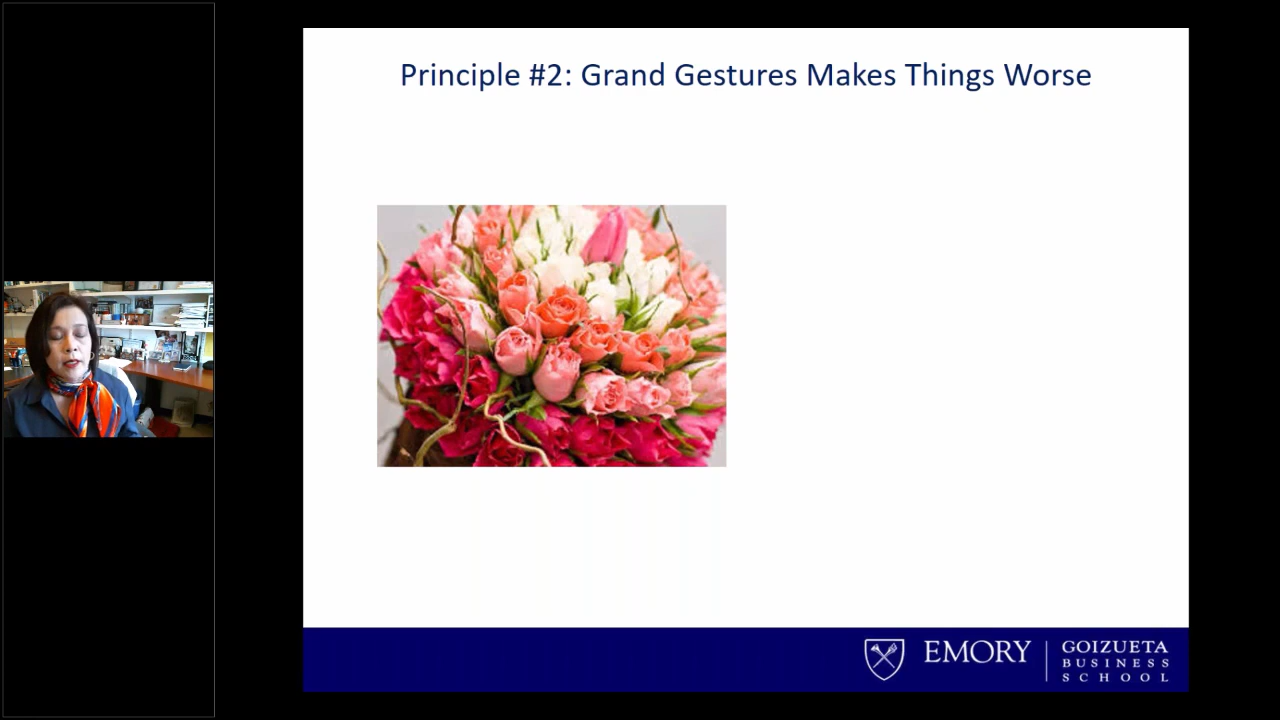 Principle #2: Grand Gestures Makes Things Worse
EMORY
GOIZUETA
BUSINESS
SCHOOL